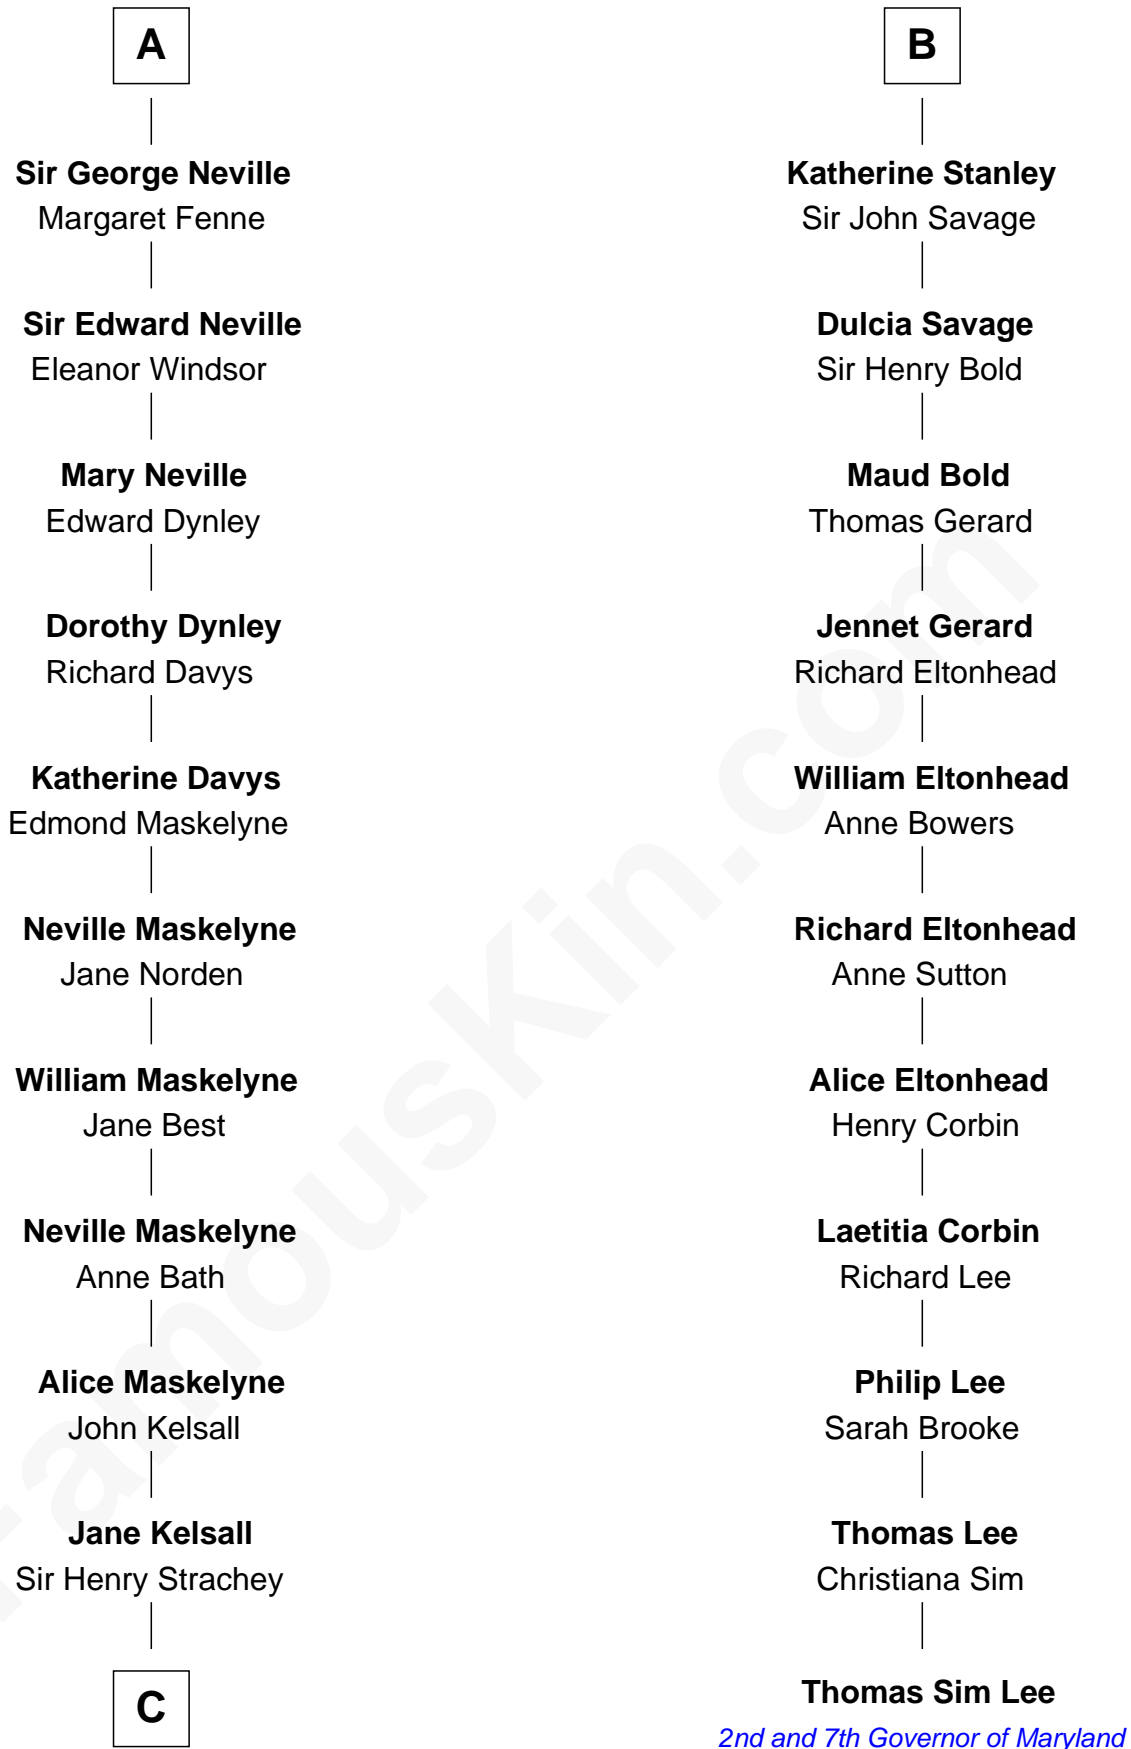 A
Sir George Neville
Margaret Fenne
Sir Edward Neville
Eleanor Windsor
Mary Neville
Edward Dynley
Dorothy Dynley
Richard Davys
Katherine Davys
Edmond Maskelyne
Neville Maskelyne
Jane Norden
William Maskelyne
Jane Best
Neville Maskelyne
Anne Bath
Alice Maskelyne
John Kelsall
Jane Kelsall
Sir Henry Strachey
C
B
Katherine Stanley
Sir John Savage
Dulcia Savage
Sir Henry Bold
Maud Bold
Thomas Gerard
Jennet Gerard
Richard Eltonhead
William Eltonhead
Anne Bowers
Richard Eltonhead
Anne Sutton
Alice Eltonhead
Henry Corbin
Laetitia Corbin
Richard Lee
Philip Lee
Sarah Brooke
Thomas Lee
Christiana Sim
Thomas Sim Lee
2nd and 7th Governor of Maryland
FamousKin.com